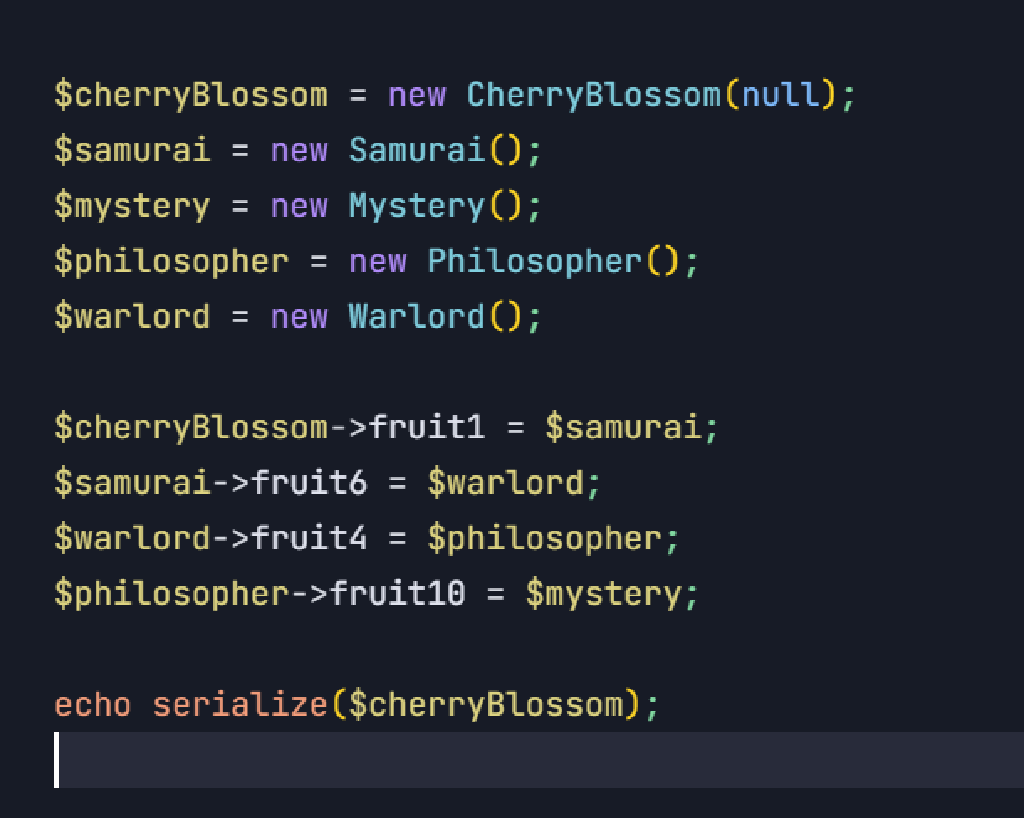 $cherryBlossom = new CherryBlossom(null);
$samurai = new Samurai();
$mystery = new Mystery();
$philosopher = new Philosopher();
$warlord = new Warlord();
$cherryBlossom->fruit1 = $samurai;
$samurai->fruit6 = $warlord;
$warlord->fruit4 = $philosopher;
$philosopher->fruit10 = $mystery;
echo serialize($cherryBlossom);